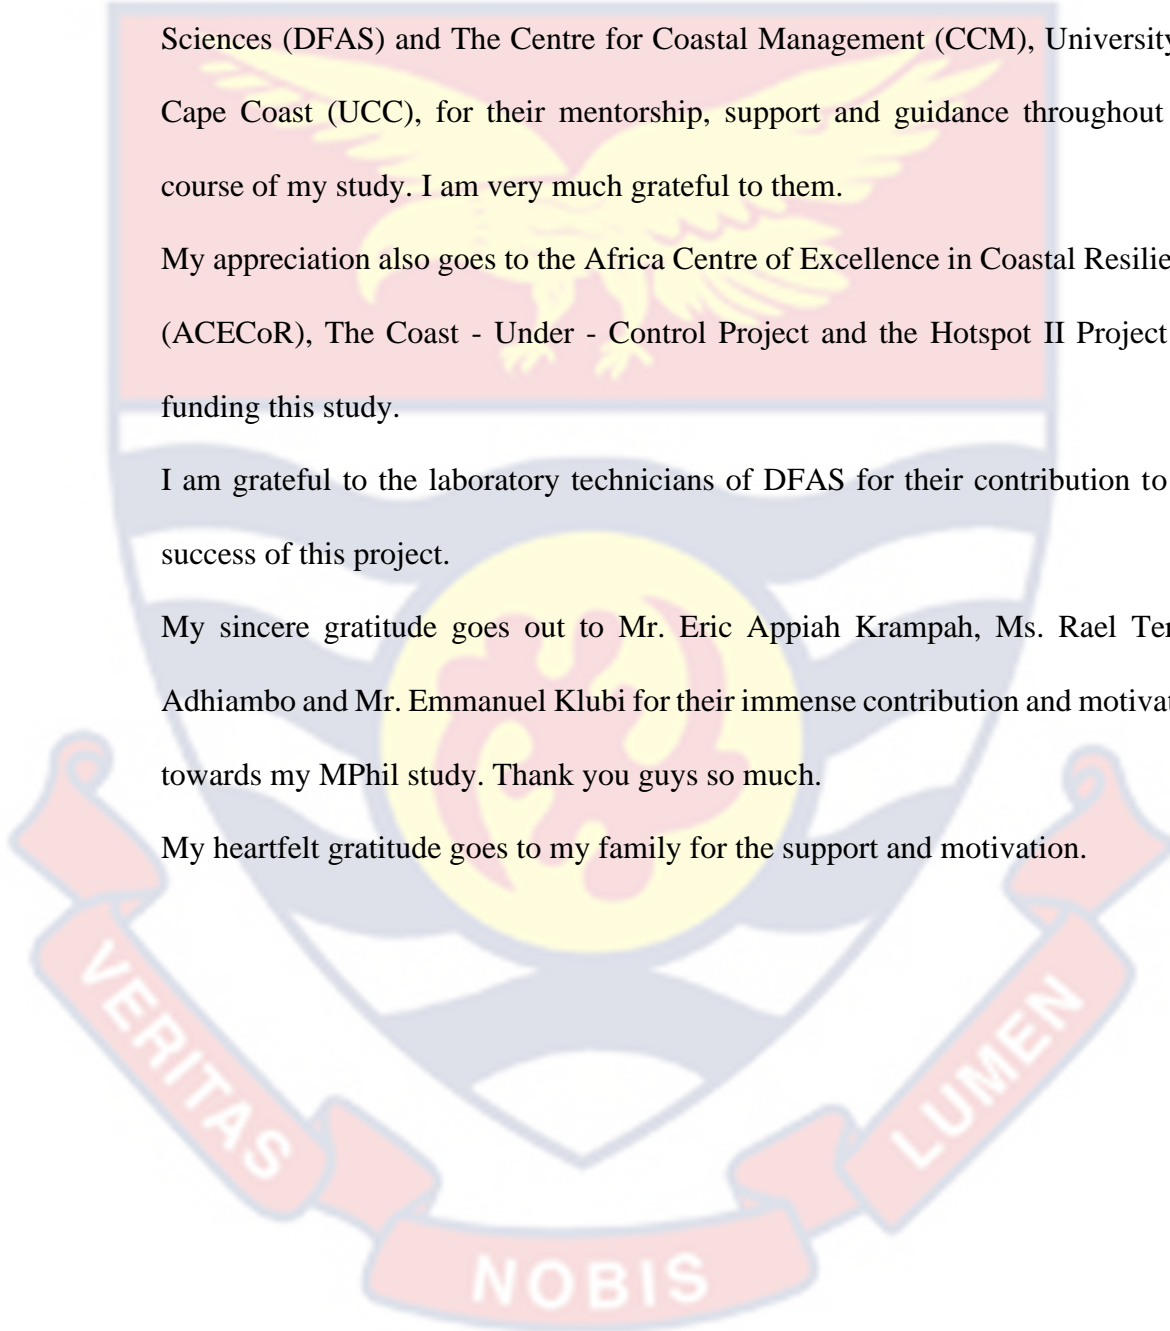 Sciences (DFAS) and The Centre for Coastal Management (CCM), University
Cape Coast (UCC), for their mentorship, support and guidance throughout
course of my study. I am very much grateful to them.
My appreciation also goes to the Africa Centre of Excellence in Coastal
(ACECoR), The Coast - Under - Control Project and the Hotspot II Project
funding this study.
I am grateful to the laboratory technicians of DFAS for their contribution to
success of this project.
My sincere gratitude goes out to Mr. Eric Appiah Krampah, Ms. Rael
Adhiambo and Mr. Emmanuel Klubi for their immense contribution and
towards my MPhil study. Thank you guys so much.
My heartfelt gratitude goes to my family for the support and motivation.
VERITAS
NOBIS
LUMEN